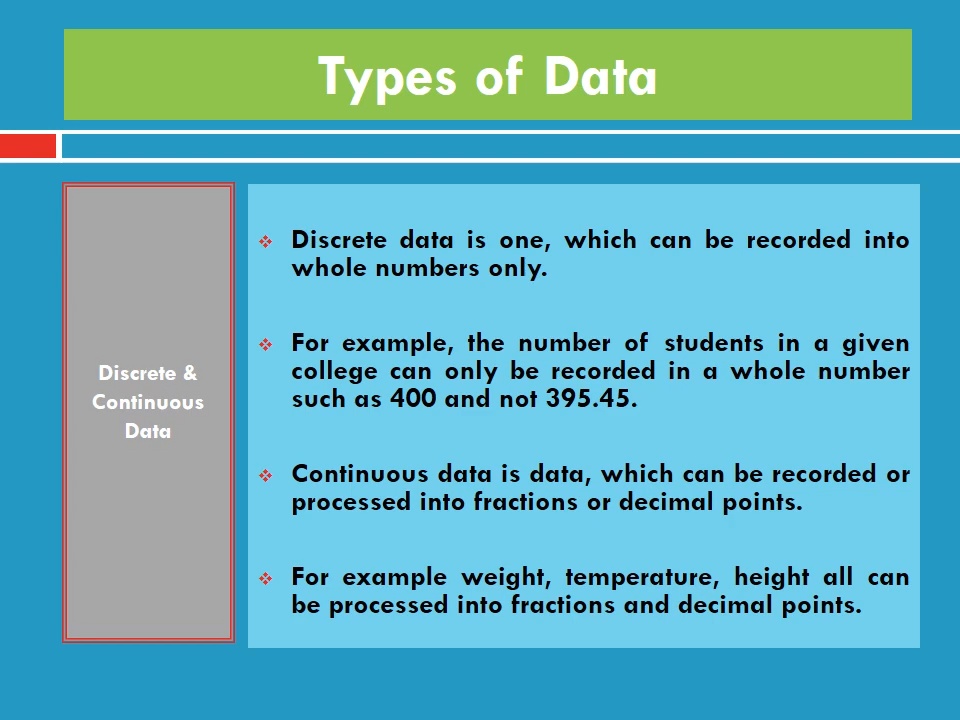 Types of Data
Discrete &
Continuous
Data
Discrete data is one, which can be recorded into
whole numbers only.
For example, the number of students in a given
college can only be recorded in a whole number
such as 400 and not 395.45.
Continuous data is data, which can be recorded or
processed into fractions or decimal points.
For example weight, temperature, height all can
be processed into fractions and decimal points.